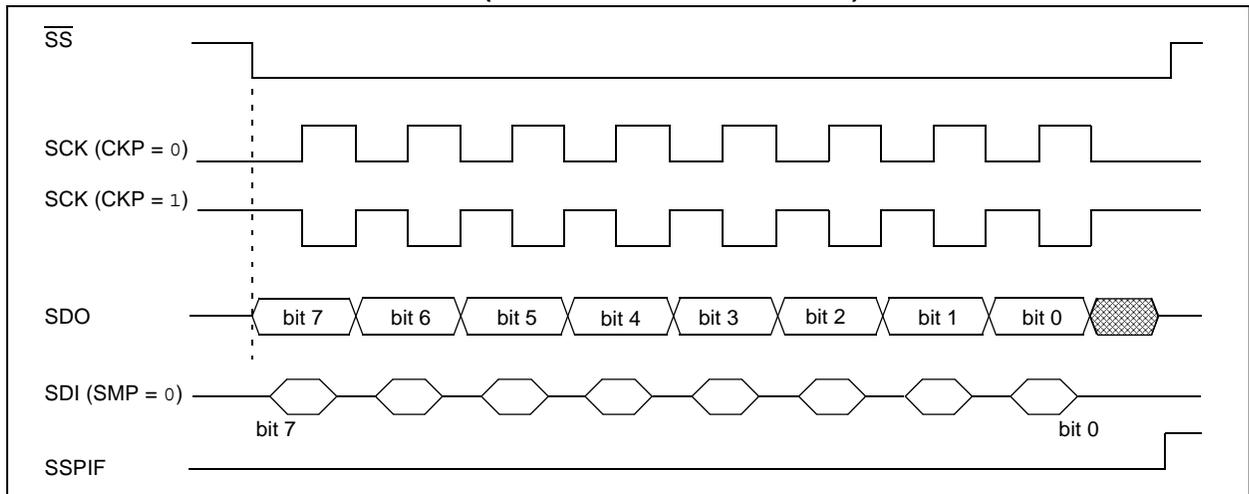 SS
SCK (CKP = 0)
SCK (CKP = 1)
SDO bit 7 bit 6 bit 5 bit 4 bit 3 bit 2 bit 1 bit 0
SDI (SMP = 0)
bit 7 bit 0
SSPIF